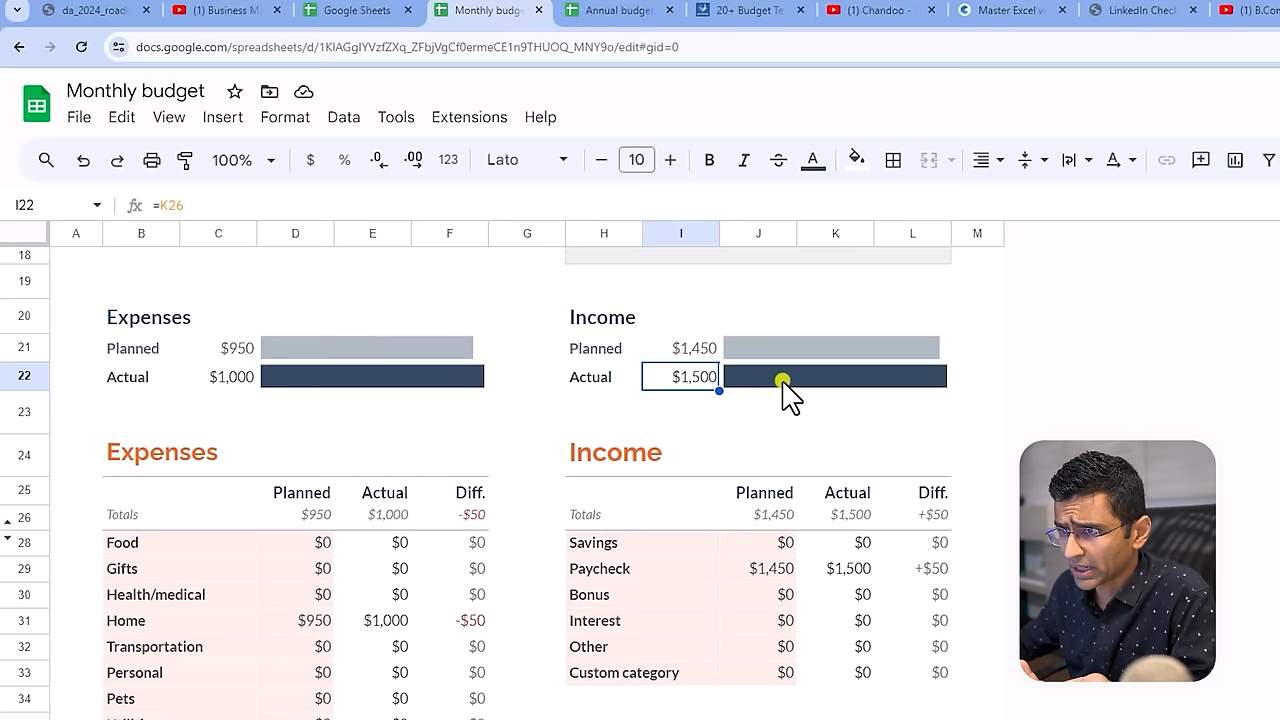 da_2024_roads
(1) Business M
Google Sheets
Monthly budg
Annual budge
20+ Budget Te
(1) Chandoo -
Master Excel w
LinkedIn Chec
(1) B.Com
docs.google.com/spreadsheets/d/1KIAGgIYVzfZXq_ZFbjVgCf0ermeCE1n9THUOQ_MNY9o/edit#gid=0
Monthly budget
File Edit View Insert Format Data Tools Extensions Help
100% $ % .0 .00 123 Lato 10 B I S A A
I22 fx =K26
A B C D E F G H I J K L M
18
19
20 Expenses Income
21 Planned $950 Planned $1,450
22 Actual $1,000 Actual $1,500
23
24 Expenses Income
25 Planned Actual Diff. Planned Actual Diff.
26 Totals $950 $1,000 -$50 Totals $1,450 $1,500 +$50
28 Food $0 $0 $0 Savings $0 $0 $0
29 Gifts $0 $0 $0 Paycheck $1,450 $1,500 +$50
30 Health/medical $0 $0 $0 Bonus $0 $0 $0
31 Home $950 $1,000 -$50 Interest $0 $0 $0
32 Transportation $0 $0 $0 Other $0 $0 $0
33 Personal $0 $0 $0 Custom category $0 $0 $0
34 Pets $0 $0 $0